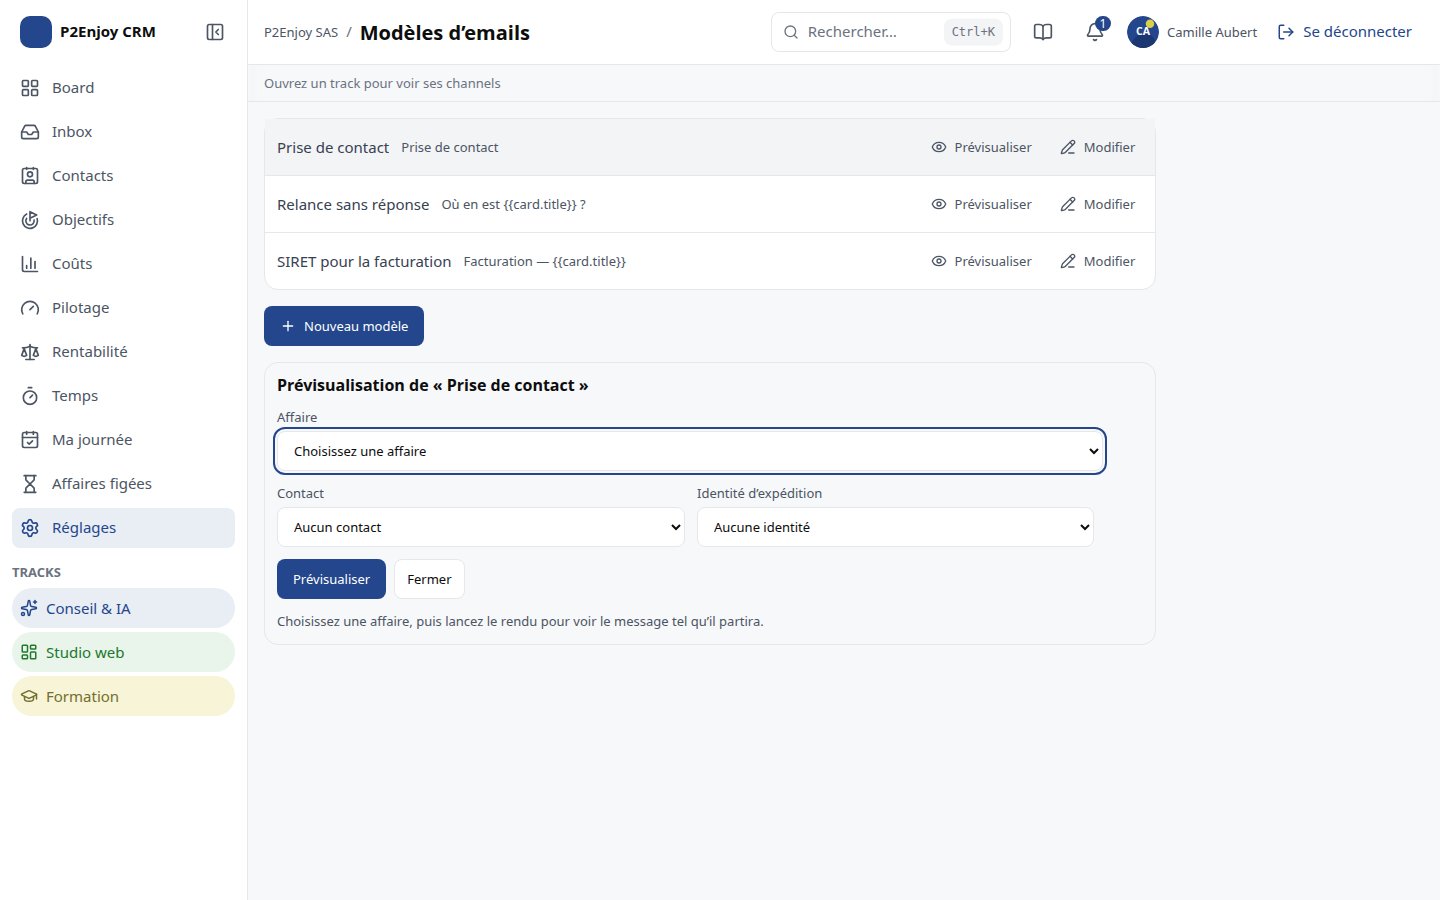 P2Enjoy CRM
Board
Inbox
Contacts
Objectifs
Coûts
Pilotage
Rentabilité
Temps
Ma journée
Affaires figées
Réglages
TRACKS
Conseil & IA
Studio web
Formation
P2Enjoy SAS / Modèles d’emails
Rechercher... Ctrl+K
1
CA Camille Aubert
Se déconnecter
Ouvrez un track pour voir ses channels
Prise de contact Prise de contact Prévisualiser Modifier
Relance sans réponse Où en est {{card.title}} ? Prévisualiser Modifier
SIRET pour la facturation Facturation — {{card.title}} Prévisualiser Modifier
Nouveau modèle
Prévisualisation de « Prise de contact »
Affaire
Choisissez une affaire
Contact Identité d’expédition
Aucun contact Aucune identité
Prévisualiser Fermer
Choisissez une affaire, puis lancez le rendu pour voir le message tel qu’il partira.